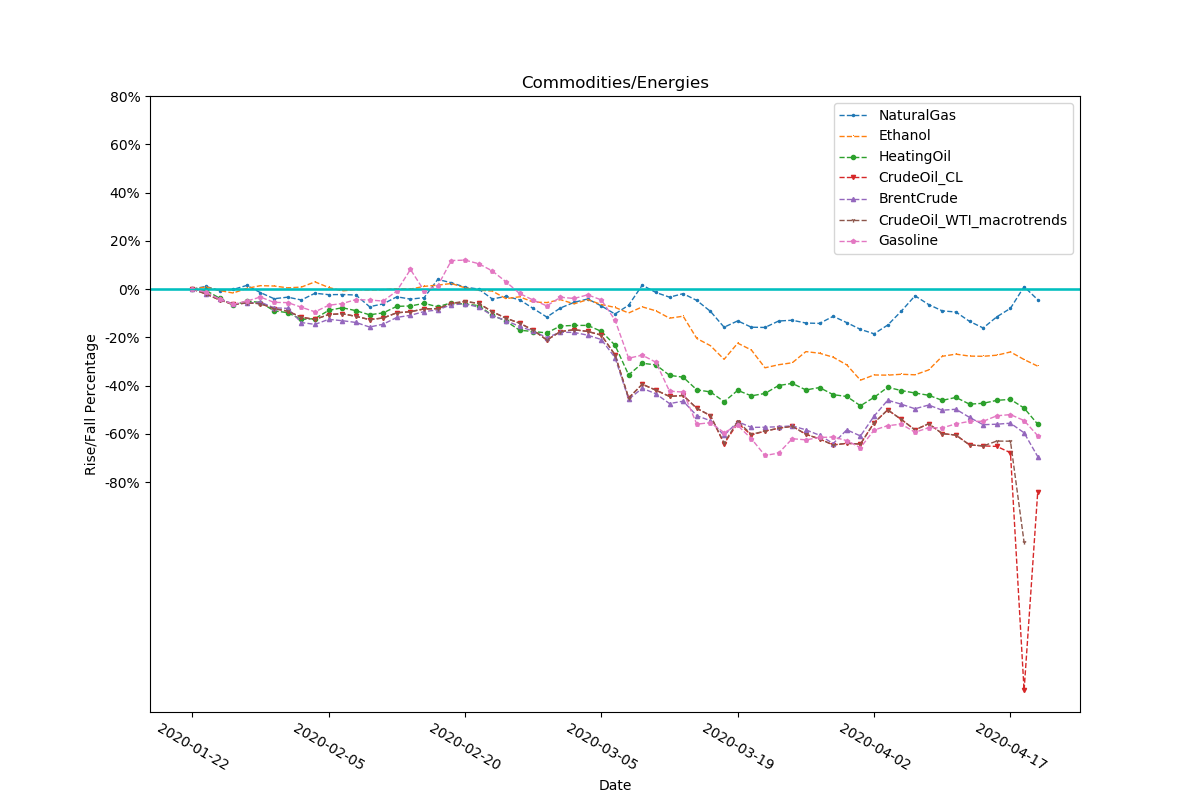 Commodities/Energies
80%
60%
40%
20%
0%
-20%
-40%
-60%
-80%
Rise/Fall Percentage
NaturalGas
Ethanol
HeatingOil
CrudeOil_CL
BrentCrude
CrudeOil_WTI_macrotrends
Gasoline
2020-01-22
2020-02-05
2020-02-20
2020-03-05
2020-03-19
2020-04-02
2020-04-17
Date